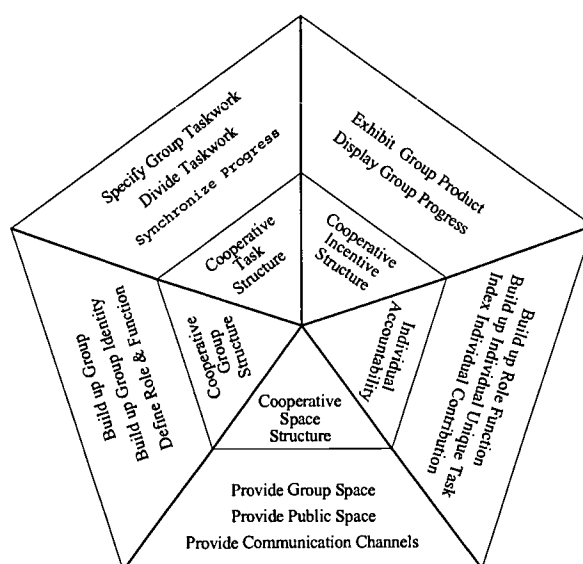 Specify Group Taskwork
Divide Taskwork
Synchronize Progress
Cooperative
Task
Structure
Exhibit Group Product
Display Group Progress
Cooperative
Incentive
Structure
Build up Group
Build up Group Identity
Define Role & Function
Cooperative
Group
Structure
Build up Role Function
Build up Individual Unique Task
Index Individual Contribution
Individual
Accountability
Cooperative
Space
Structure
Provide Group Space
Provide Public Space
Provide Communication Channels